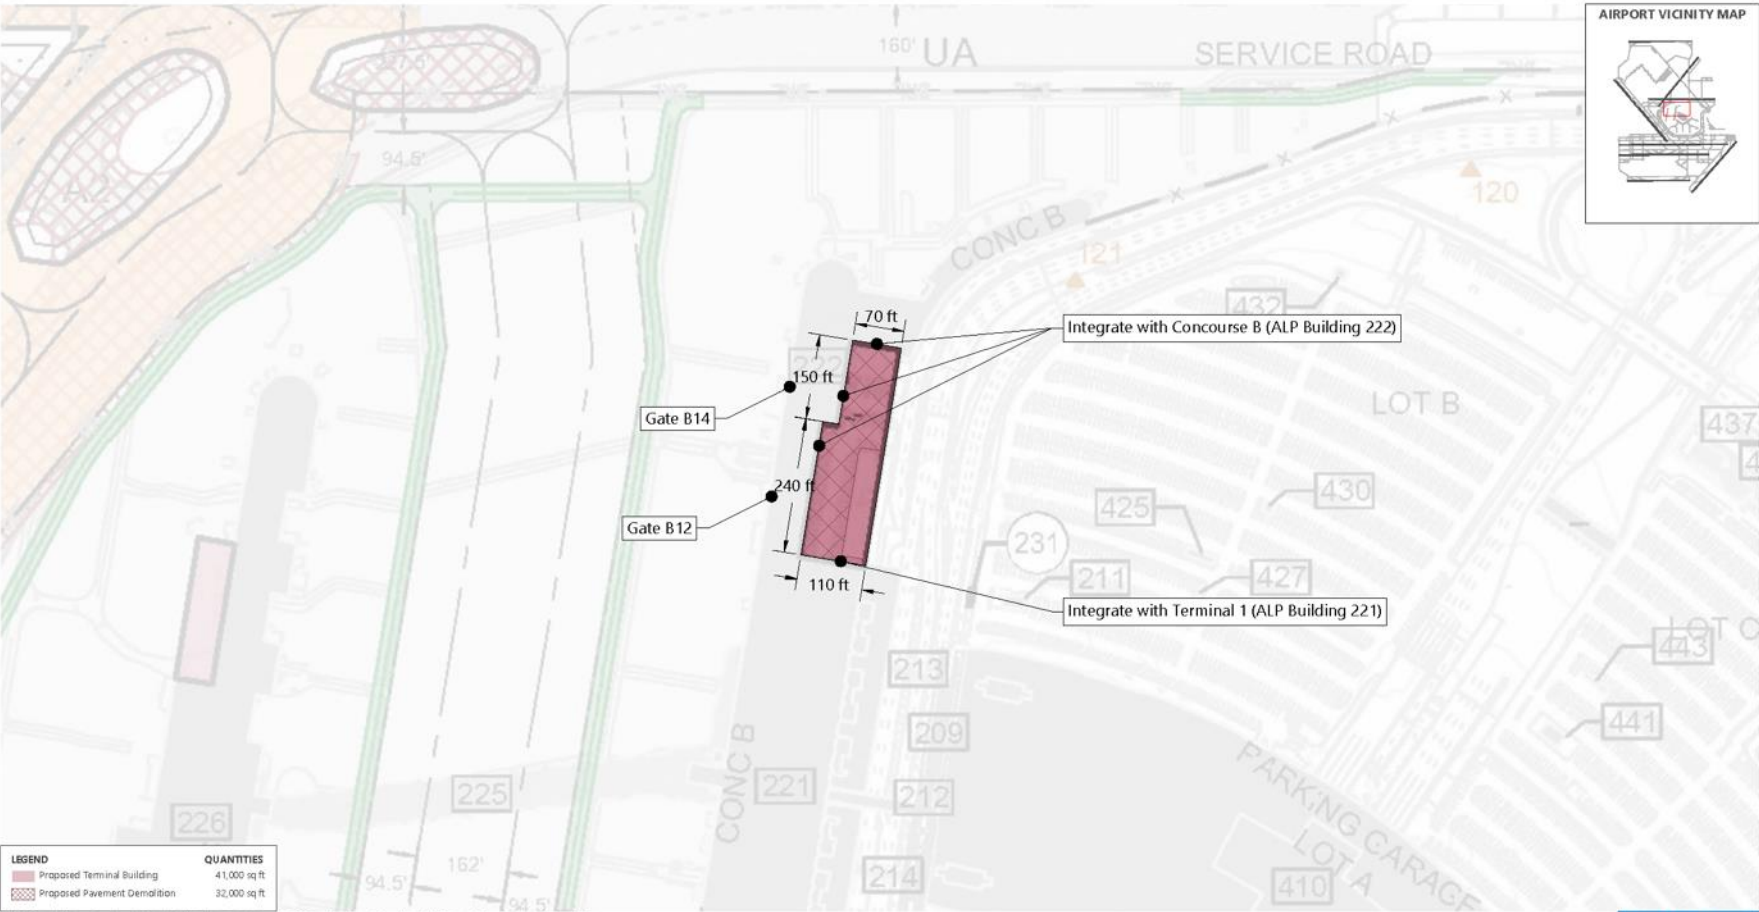 AIRPORT VICINITY MAP
160'
UA
SERVICE ROAD
94.5'
A2
120
CONC B
121
432
70 ft
Integrate with Concourse B (ALP Building 222)
222
150 ft
Gate B14
LOT B
437
240 ft
Gate B12
425
430
231
211
427
110 ft
Integrate with Terminal 1 (ALP Building 221)
LOT C
443
213
441
209
CONC B
221
225
212
226
PARKING GARAGE
LOT A
162'
94.5'
94.5'
214
410
LEGEND QUANTITIES
Proposed Terminal Building 41,000 sq ft
Proposed Pavement Demolition 32,000 sq ft